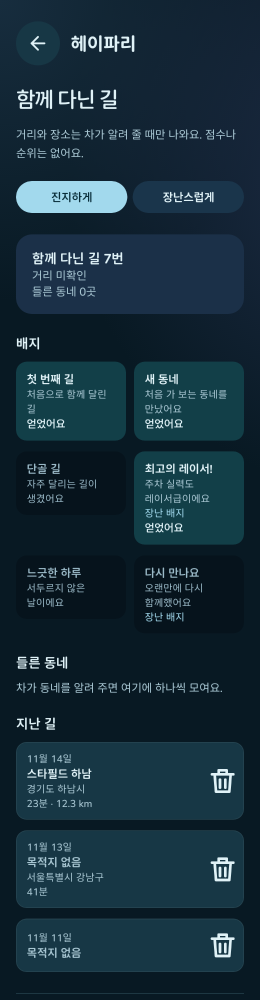 헤이파리
함께 다닌 길
거리와 장소는 차가 알려 줄 때만 나와요. 점수나
순위는 없어요.
진지하게
장난스럽게
함께 다닌 길 7번
거리 미확인
들른 동네 0곳
배지
첫 번째 길
처음으로 함께 달린
길
얻었어요
새 동네
처음 가 보는 동네를
만났어요
얻었어요
단골 길
자주 달리는 길이
생겼어요
최고의 레이서!
주차 실력도
레이서급이에요
장난 배지
얻었어요
느긋한 하루
서두르지 않은
날이에요
다시 만나요
오랜만에 다시
함께했어요
장난 배지
들른 동네
차가 동네를 알려 주면 여기에 하나씩 모여요.
지난 길
11월 14일
스타필드 하남
경기도 하남시
23분 · 12.3 km
11월 13일
목적지 없음
서울특별시 강남구
41분
11월 11일
목적지 없음